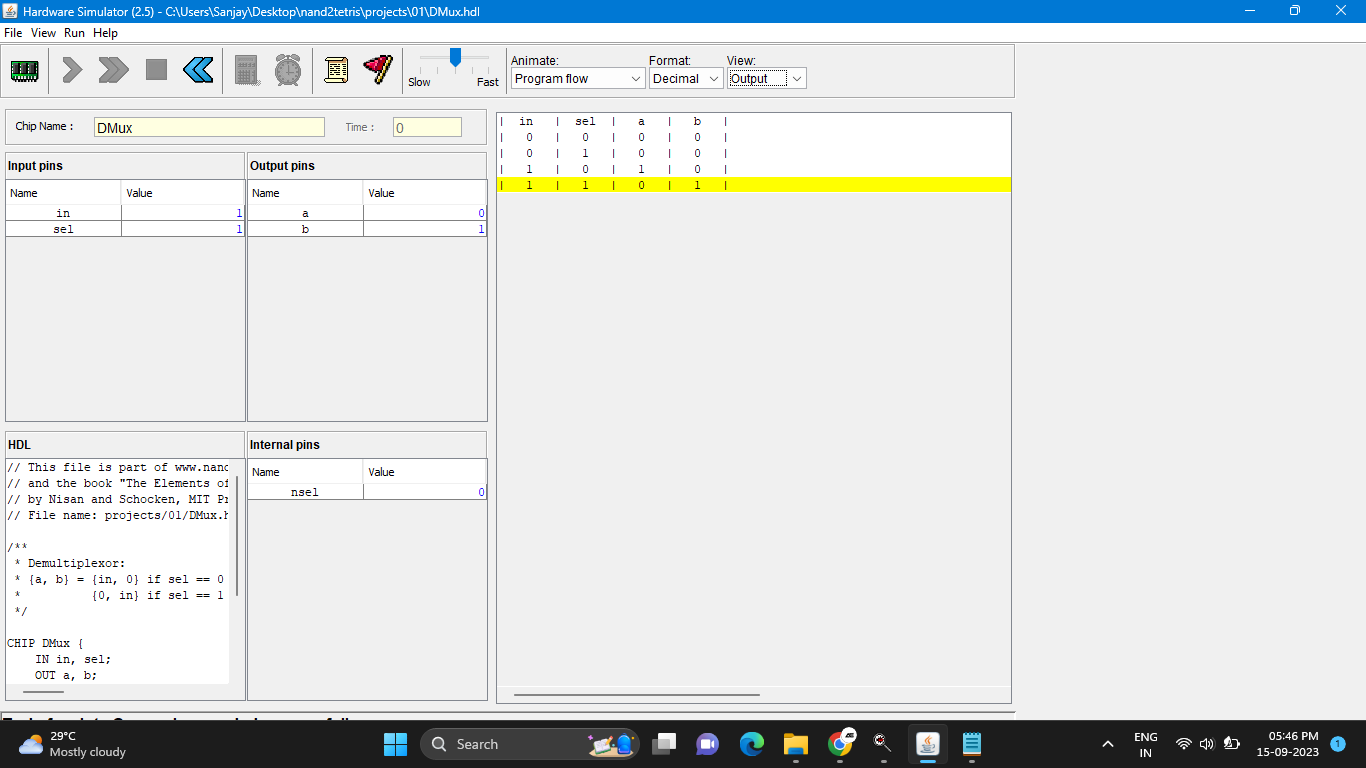 Hardware Simulator (2.5) - C:\Users\Sanjay\Desktop\nand2tetris\projects\01\DMux.hdl
File View Run Help
Slow Fast
Animate: Format: View:
Program flow Decimal Output
Chip Name : DMux Time : 0
Input pins Output pins
Name Value Name Value
in 1 a 0
sel 1 b 1
| in | sel | a | b |
| 0 | 0 | 0 | 0 |
| 0 | 1 | 0 | 0 |
| 1 | 0 | 1 | 0 |
| 1 | 1 | 0 | 1 |
HDL
// This file is part of www.nand
// and the book "The Elements of
// by Nisan and Schocken, MIT Pr
// File name: projects/01/DMux.h
/**
* Demultiplexor:
* {a, b} = {in, 0} if sel == 0
* {0, in} if sel == 1
*/
CHIP DMux {
IN in, sel;
OUT a, b;
Internal pins
Name Value
nsel 0
29°C
Mostly cloudy
Search
ENG
IN
05:46 PM
15-09-2023
1